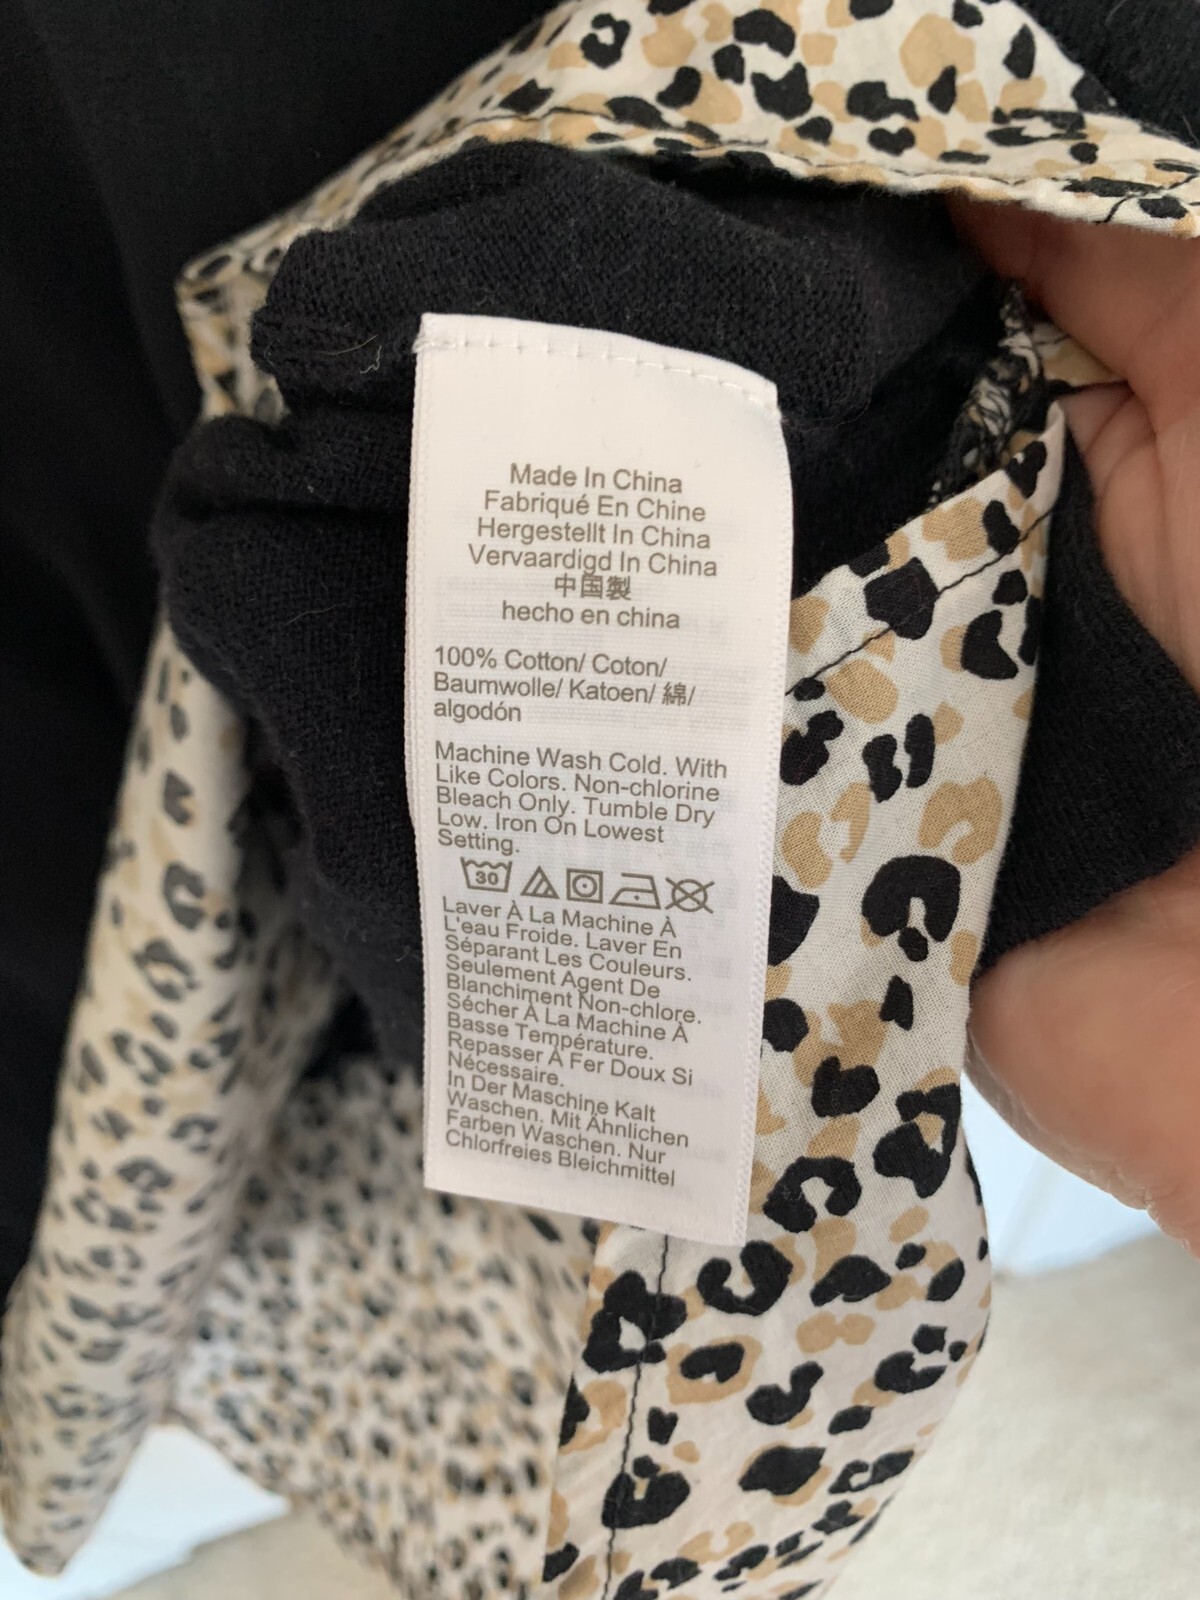 Made In China
Fabriqué En Chine
Hergestellt In China
Vervaardigd In China
中国製
hecho en china
100% Cotton/ Coton/
Baumwolle/ Katoen/ 綿/
algodón
Machine Wash Cold. With
Like Colors. Non-chlorine
Bleach Only. Tumble Dry
Low. Iron On Lowest
Setting.
30
Laver À La Machine À
L'eau Froide. Laver En
Séparant Les Couleurs.
Seulement Agent De
Blanchiment Non-chlore.
Sécher À La Machine À
Basse Température.
Repasser À Fer Doux Si
Nécessaire.
In Der Maschine Kalt
Waschen. Mit Ähnlichen
Farben Waschen. Nur
Chlorfreies Bleichmittel